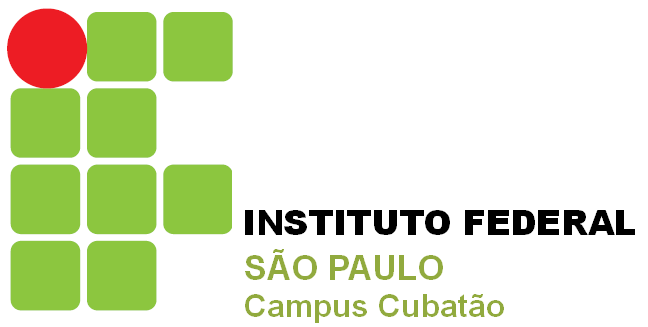 INSTITUTO FEDERAL
SÃO PAULO
Campus Cubatão